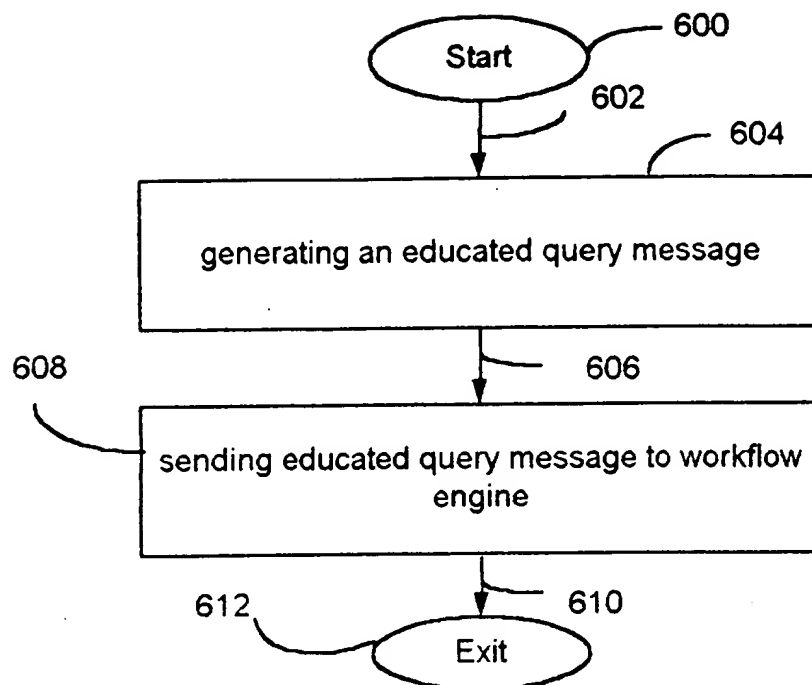 600
Start
602
604
generating an educated query message
606
608
sending educated query message to workflow
engine
610
612
Exit